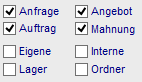 Anfrage Angebot
Auftrag Mahnung
Eigene Interne
Lager Ordner